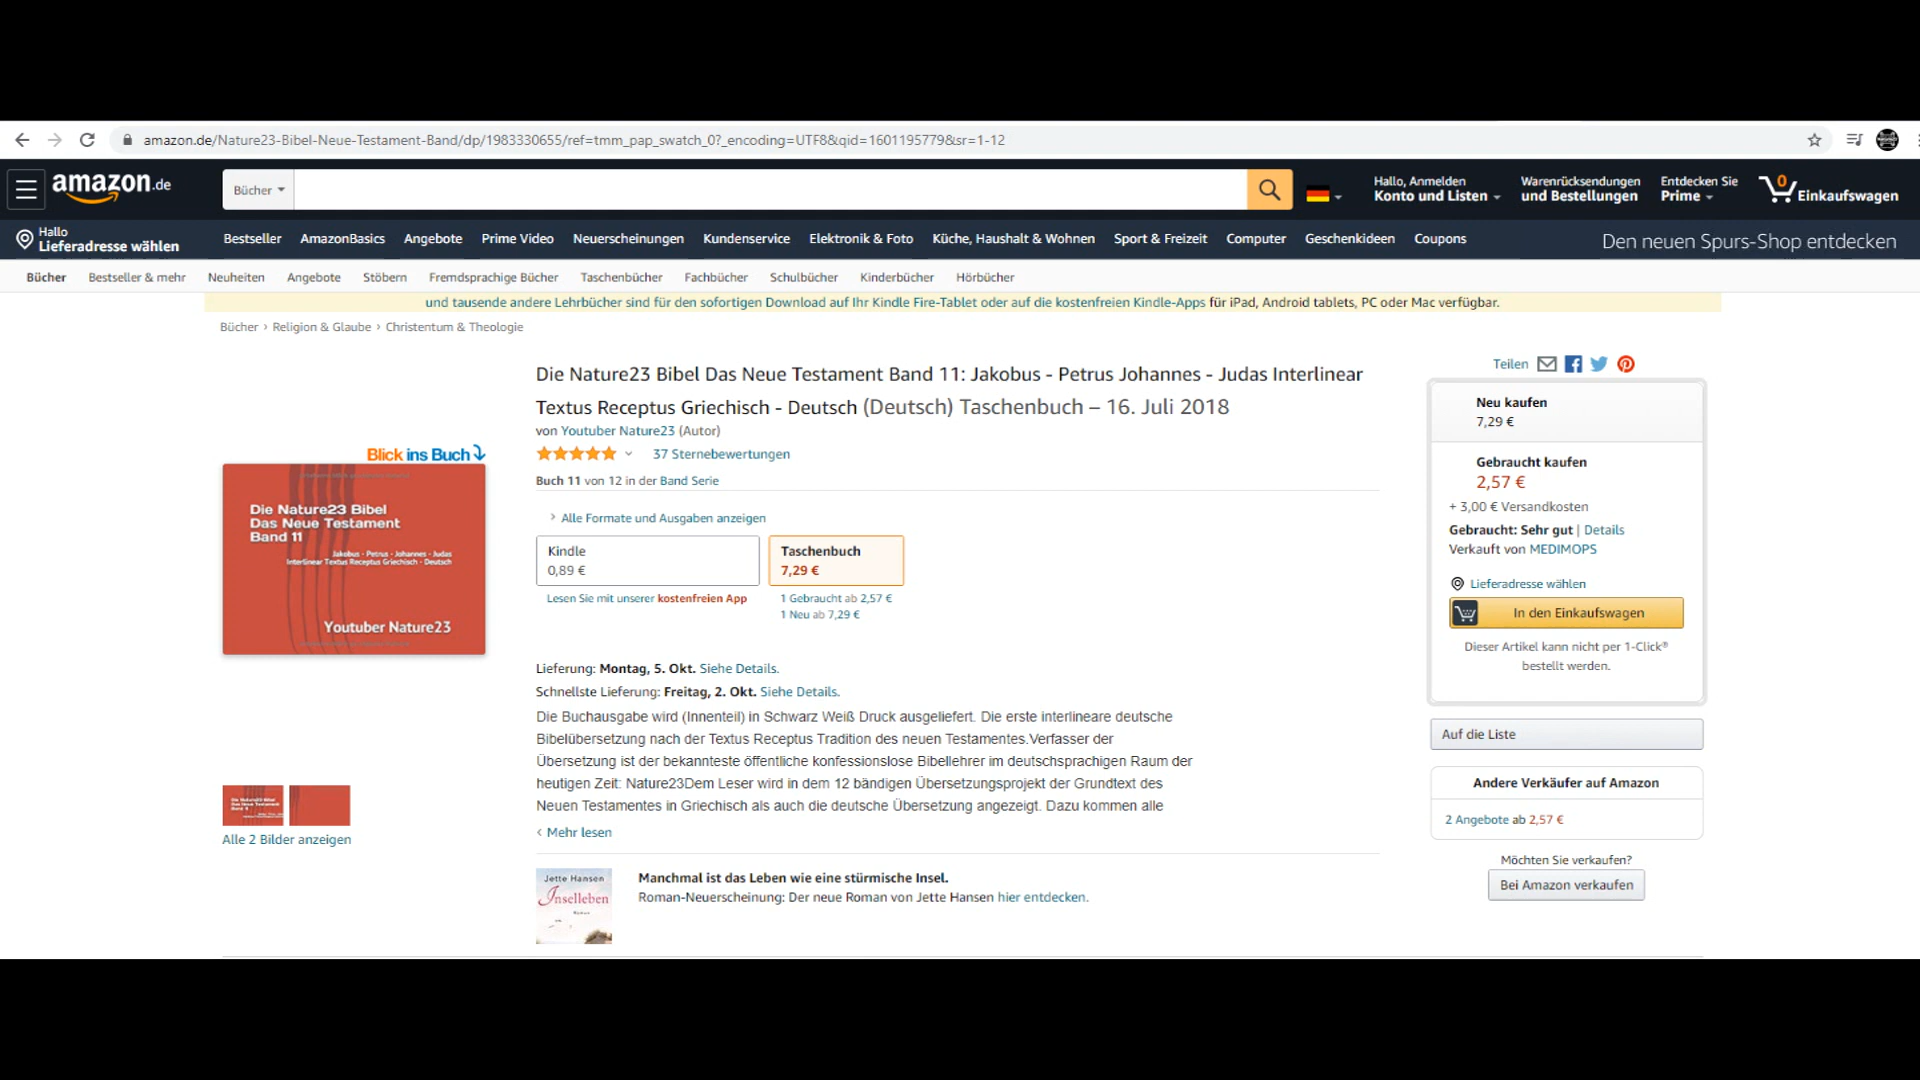 amazon.de/Nature23-Bibel-Neue-Testament-Band/dp/1983330655/ref=tmm_pap_swatch_0?_encoding=UTF8&qid=1601195779&sr=1-12
amazon.de
Bücher
Hallo, Anmelden
Konto und Listen
Warenrücksendungen
und Bestellungen
Entdecken Sie
Prime
0
Einkaufswagen
Hallo
Lieferadresse wählen
Bestseller AmazonBasics Angebote Prime Video Neuerscheinungen Kundenservice Elektronik & Foto Küche, Haushalt & Wohnen Sport & Freizeit Computer Geschenkideen Coupons
Den neuen Spurs-Shop entdecken
Bücher Bestseller & mehr Neuheiten Angebote Stöbern Fremdsprachige Bücher Taschenbücher Fachbücher Schulbücher Kinderbücher Hörbücher
und tausende andere Lehrbücher sind für den sofortigen Download auf Ihr Kindle Fire-Tablet oder auf die kostenfreien Kindle-Apps für iPad, Android tablets, PC oder Mac verfügbar.
Bücher › Religion & Glaube › Christentum & Theologie
Blick ins Buch
Die Nature23 Bibel
Das Neue Testament
Band 11
Jakobus - Petrus - Johannes - Judas
Interlinear Textus Receptus Griechisch - Deutsch
Youtuber Nature23
Alle 2 Bilder anzeigen
Die Nature23 Bibel Das Neue Testament Band 11: Jakobus - Petrus Johannes - Judas Interlinear
Textus Receptus Griechisch - Deutsch (Deutsch) Taschenbuch – 16. Juli 2018
von Youtuber Nature23 (Autor)
37 Sternebewertungen
Buch 11 von 12 in der Band Serie
› Alle Formate und Ausgaben anzeigen
Kindle
0,89 €
Lesen Sie mit unserer kostenfreien App
Taschenbuch
7,29 €
1 Gebraucht ab 2,57 €
1 Neu ab 7,29 €
Lieferung: Montag, 5. Okt. Siehe Details.
Schnellste Lieferung: Freitag, 2. Okt. Siehe Details.
Die Buchausgabe wird (Innenteil) in Schwarz Weiß Druck ausgeliefert. Die erste interlineare deutsche
Bibelübersetzung nach der Textus Receptus Tradition des neuen Testamentes.Verfasser der
Übersetzung ist der bekannteste öffentliche konfessionslose Bibellehrer im deutschsprachigen Raum der
heutigen Zeit: Nature23Dem Leser wird in dem 12 bändigen Übersetzungsprojekt der Grundtext des
Neuen Testamentes in Griechisch als auch die deutsche Übersetzung angezeigt. Dazu kommen alle
‹ Mehr lesen
Jette Hansen
Inselleben
Roman
Manchmal ist das Leben wie eine stürmische Insel.
Roman-Neuerscheinung: Der neue Roman von Jette Hansen hier entdecken.
Teilen
Neu kaufen
7,29 €
Gebraucht kaufen
2,57 €
+ 3,00 € Versandkosten
Gebraucht: Sehr gut | Details
Verkauft von MEDIMOPS
Lieferadresse wählen
In den Einkaufswagen
Dieser Artikel kann nicht per 1-Click®
bestellt werden.
Auf die Liste
Andere Verkäufer auf Amazon
2 Angebote ab 2,57 €
Möchten Sie verkaufen?
Bei Amazon verkaufen